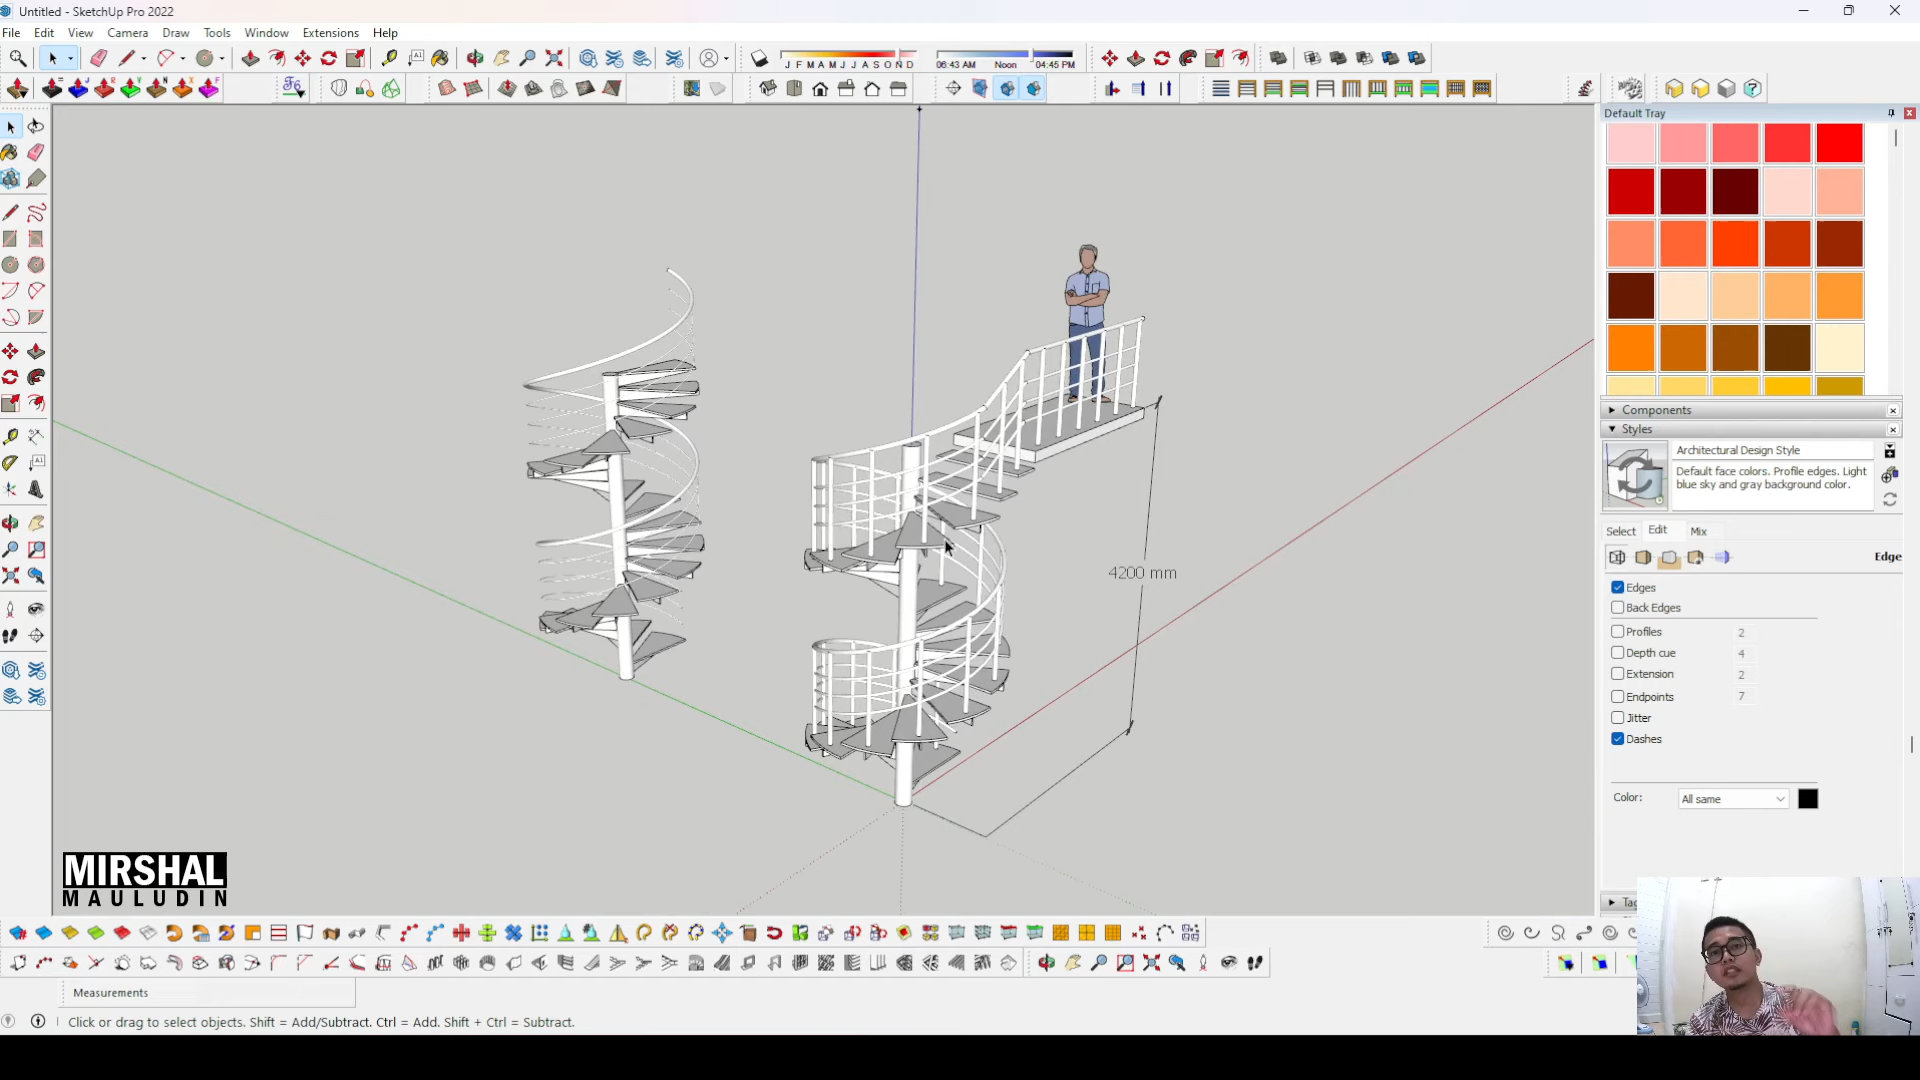 Untitled - SketchUp Pro 2022
File Edit View Camera Draw Tools Window Extensions Help
J F M A M J J A S O N D
06:43 AM Noon 04:45 PM
Default Tray
Components
Styles
Architectural Design Style
Default face colors. Profile edges. Light
blue sky and gray background color.
Select Edit Mix
Edge
Edges
Back Edges
Profiles 2
Depth cue 4
Extension 2
Endpoints 7
Jitter
Dashes
Color: All same
4200 mm
MIRSHAL
MAULUDIN
Measurements
Click or drag to select objects. Shift = Add/Subtract. Ctrl = Add. Shift + Ctrl = Subtract.